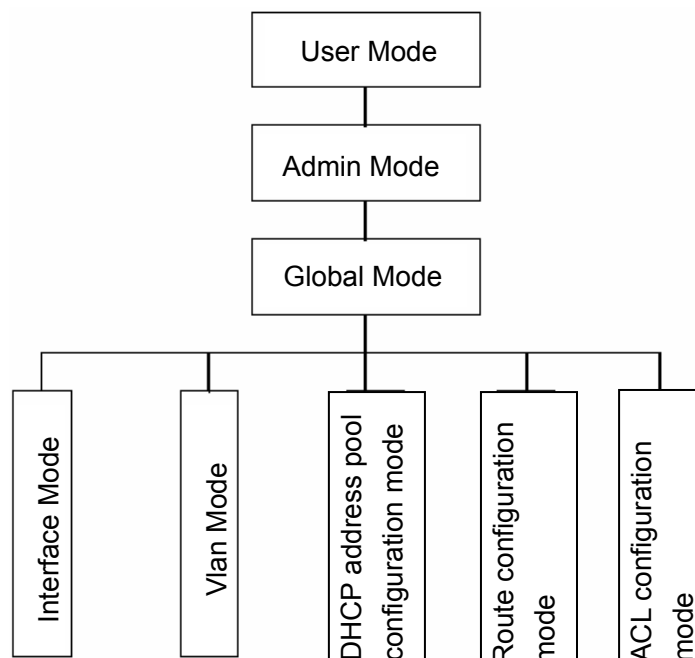 User Mode
Admin Mode
Global Mode
Interface Mode
Vlan Mode
DHCP address pool
configuration mode
Route configuration
mode
ACL configuration
mode